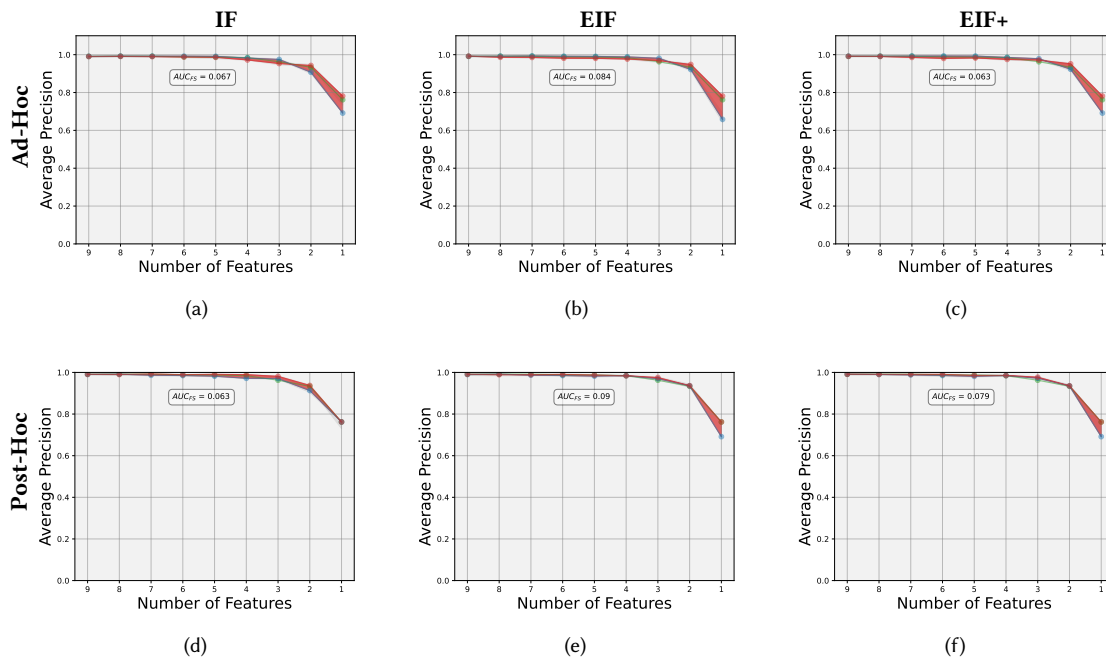 IF EIF EIF+
Ad-Hoc
Average Precision
1.0
0.8
0.6
0.4
0.2
0.0
AUC_FS = 0.067
9 8 7 6 5 4 3 2 1
Number of Features
(a)
Average Precision
1.0
0.8
0.6
0.4
0.2
0.0
AUC_FS = 0.084
9 8 7 6 5 4 3 2 1
Number of Features
(b)
Average Precision
1.0
0.8
0.6
0.4
0.2
0.0
AUC_FS = 0.063
9 8 7 6 5 4 3 2 1
Number of Features
(c)
Post-Hoc
Average Precision
1.0
0.8
0.6
0.4
0.2
0.0
AUC_FS = 0.063
9 8 7 6 5 4 3 2 1
Number of Features
(d)
Average Precision
1.0
0.8
0.6
0.4
0.2
0.0
AUC_FS = 0.09
9 8 7 6 5 4 3 2 1
Number of Features
(e)
Average Precision
1.0
0.8
0.6
0.4
0.2
0.0
AUC_FS = 0.079
9 8 7 6 5 4 3 2 1
Number of Features
(f)